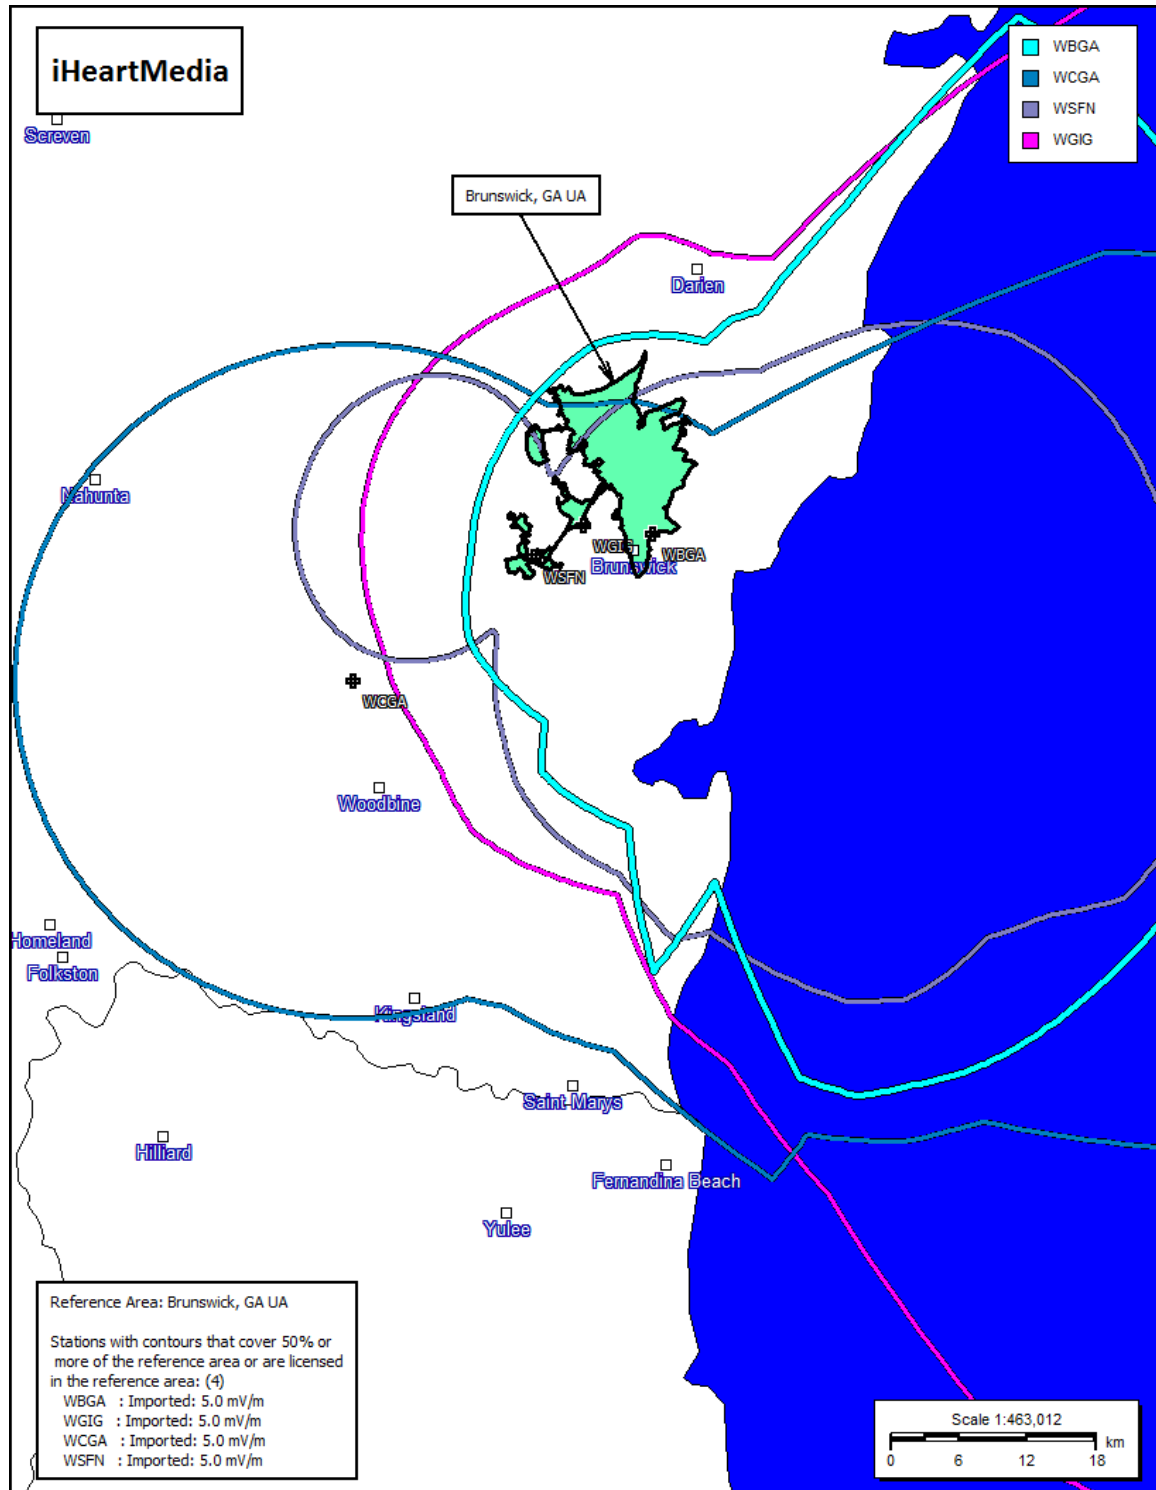 iHeartMedia
WBGA
WCGA
WSFN
WGIG
Screven
Brunswick, GA UA
Darien
Nahunta
WGIG
WBGA
Brunswick
WSFN
WCGA
Woodbine
Homeland
Folkston
Kingsland
Saint Marys
Hilliard
Fernandina Beach
Yulee
Reference Area: Brunswick, GA UA
Stations with contours that cover 50% or
more of the reference area or are licensed
in the reference area: (4)
WBGA : Imported: 5.0 mV/m
WGIG : Imported: 5.0 mV/m
WCGA : Imported: 5.0 mV/m
WSFN : Imported: 5.0 mV/m
Scale 1:463,012
km
0 6 12 18